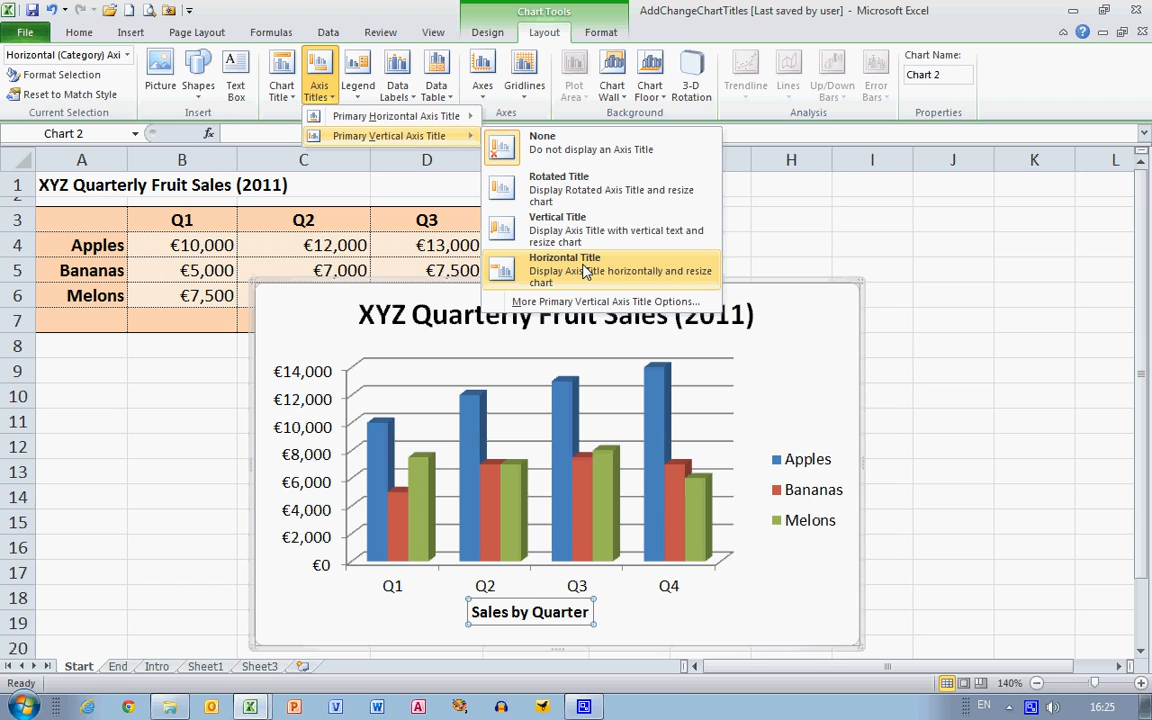 Chart Tools
AddChangeChartTitles [Last saved by user] - Microsoft Excel
File Home Insert Page Layout Formulas Data Review View Design Layout Format
Horizontal (Category) Axi
Format Selection
Reset to Match Style
Current Selection
Picture Shapes Text Box
Insert
Chart Title Axis Titles Legend Data Labels Data Table
Axes Gridlines
Axes
Plot Area Chart Wall Chart Floor 3-D Rotation
Background
Trendline Lines Up/Down Bars Error Bars
Analysis
Chart Name:
Chart 2
Properties
Primary Horizontal Axis Title
Primary Vertical Axis Title
None
Do not display an Axis Title
Rotated Title
Display Rotated Axis Title and resize
chart
Vertical Title
Display Axis Title with vertical text and
resize chart
Horizontal Title
Display Axis Title horizontally and resize
chart
More Primary Vertical Axis Title Options...
Chart 2 fx
A B C D H I J K L
1 XYZ Quarterly Fruit Sales (2011)
2
3 Q1 Q2 Q3
4 Apples €10,000 €12,000 €13,000
5 Bananas €5,000 €7,000 €7,500
6 Melons €7,500
7
8
9
10
11
12
13
14
15
16
17
18
19
20
XYZ Quarterly Fruit Sales (2011)
€14,000
€12,000
€10,000
€8,000
€6,000
€4,000
€2,000
€0
Q1 Q2 Q3 Q4
Sales by Quarter
Apples
Bananas
Melons
Start End Intro Sheet1 Sheet3
Ready 140%
EN 16:25